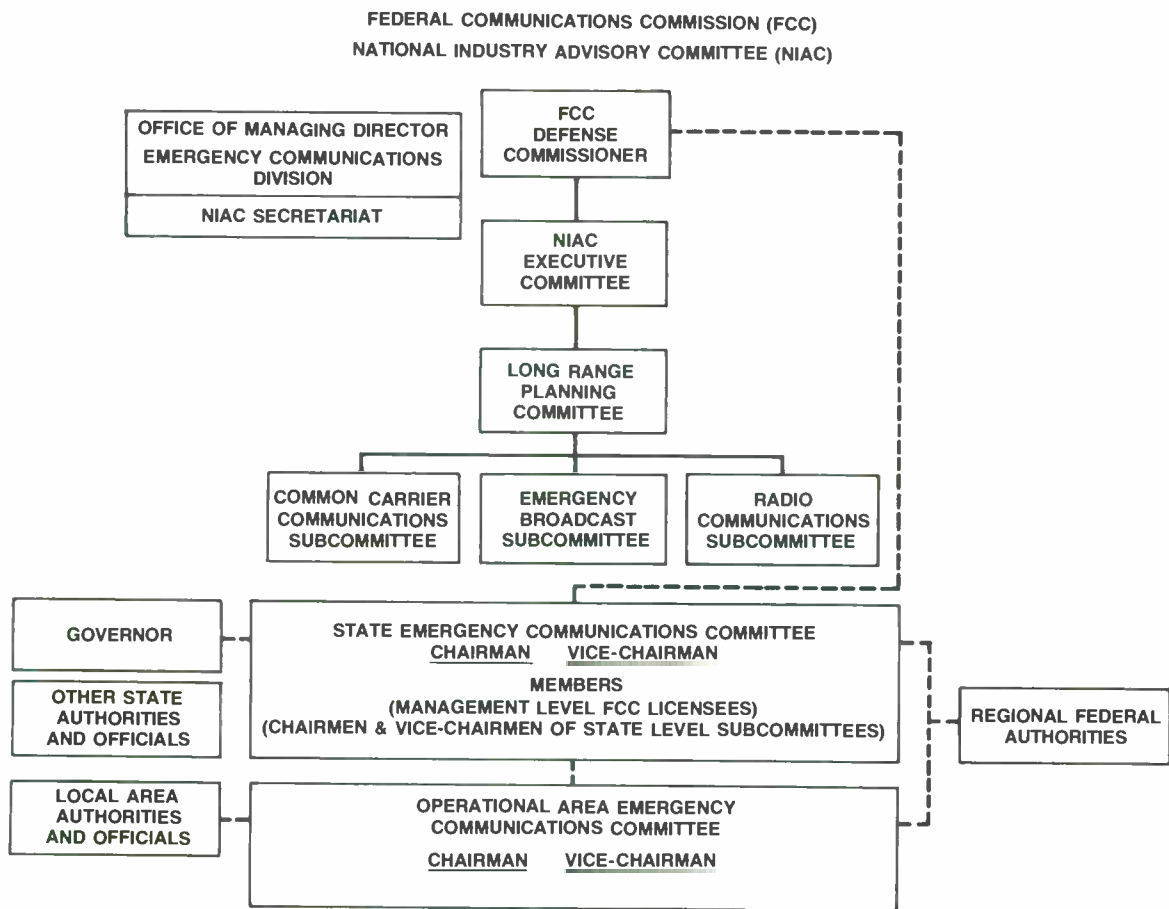 FEDERAL COMMUNICATIONS COMMISSION (FCC)
NATIONAL INDUSTRY ADVISORY COMMITTEE (NIAC)
OFFICE OF MANAGING DIRECTOR
EMERGENCY COMMUNICATIONS
DIVISION
NIAC SECRETARIAT
FCC
DEFENSE
COMMISSIONER
NIAC
EXECUTIVE
COMMITTEE
LONG RANGE
PLANNING
COMMITTEE
COMMON CARRIER
COMMUNICATIONS
SUBCOMMITTEE
EMERGENCY
BROADCAST
SUBCOMMITTEE
RADIO
COMMUNICATIONS
SUBCOMMITTEE
GOVERNOR
OTHER STATE
AUTHORITIES
AND OFFICIALS
STATE EMERGENCY COMMUNICATIONS COMMITTEE
CHAIRMAN VICE-CHAIRMAN
MEMBERS
(MANAGEMENT LEVEL FCC LICENSEES)
(CHAIRMEN & VICE-CHAIRMEN OF STATE LEVEL SUBCOMMITTEES)
REGIONAL FEDERAL
AUTHORITIES
LOCAL AREA
AUTHORITIES
AND OFFICIALS
OPERATIONAL AREA EMERGENCY
COMMUNICATIONS COMMITTEE
CHAIRMAN VICE-CHAIRMAN